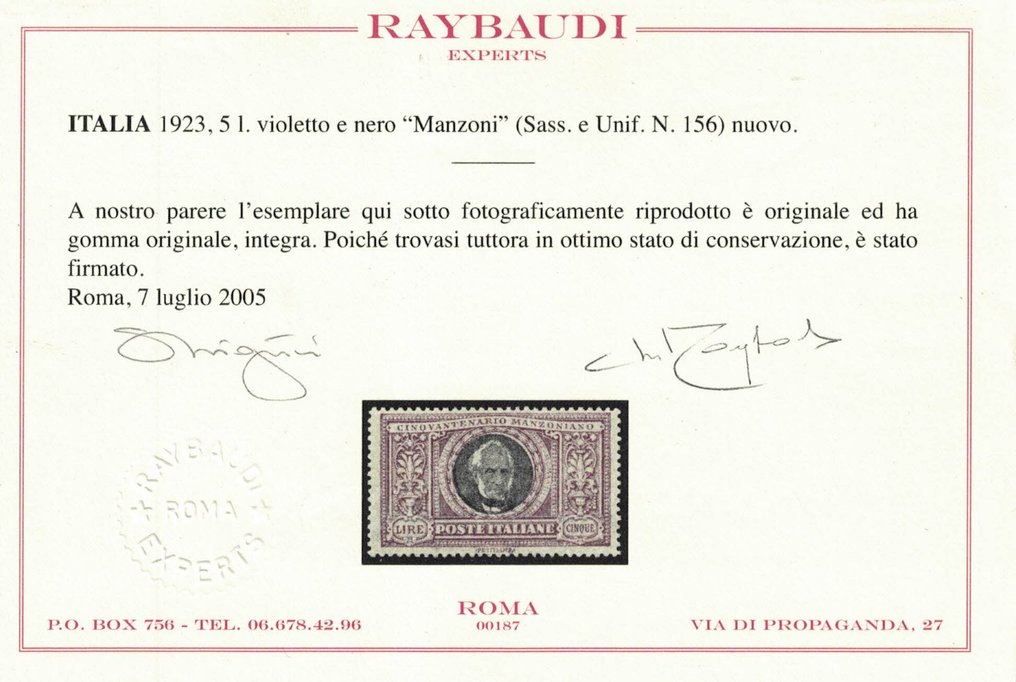 RAYBAUDI
EXPERTS
ITALIA 1923, 5 l. violetto e nero “Manzoni” (Sass. e Unif. N. 156) nuovo.
A nostro parere l’esemplare qui sotto fotograficamente riprodotto è originale ed ha
gomma originale, integra. Poiché trovasi tuttora in ottimo stato di conservazione, è stato
firmato.
Roma, 7 luglio 2005
CINQVANTENARIO MANZONIANO
LIRE POSTE ITALIANE CINQUE
RAYBAUDI
ROMA
EXPERTS
ROMA
00187
P.O. BOX 756 - TEL. 06.678.42.96
VIA DI PROPAGANDA, 27